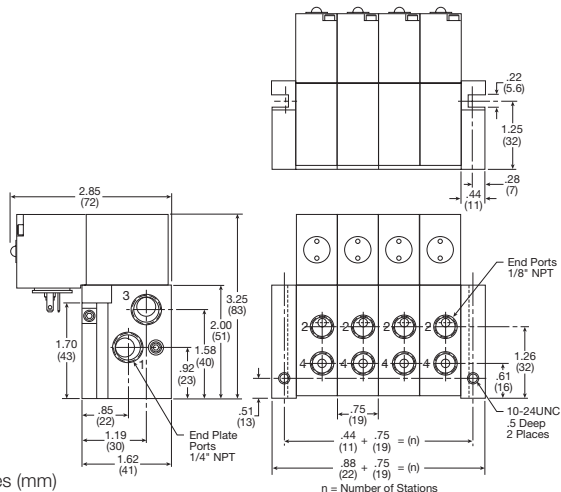 .22
(5.6)
1.25
(32)
.28
(7)
.44
(11)
2.85
(72)
3
1
1.70
(43)
.92
(23)
1.58
(40)
2.00
(51)
3.25
(83)
.85
(22)
1.19
(30)
1.62
(41)
End Plate
Ports
1/4" NPT
End Ports
1/8" NPT
2 2 2 2
4 4 4 4
1.26
(32)
.61
(16)
.51
(13)
.75
(19)
10-24UNC
.5 Deep
2 Places
.44 + .75 = (n)
(11) (19)
.88 + .75 = (n)
(22) (19)
n = Number of Stations
es (mm)